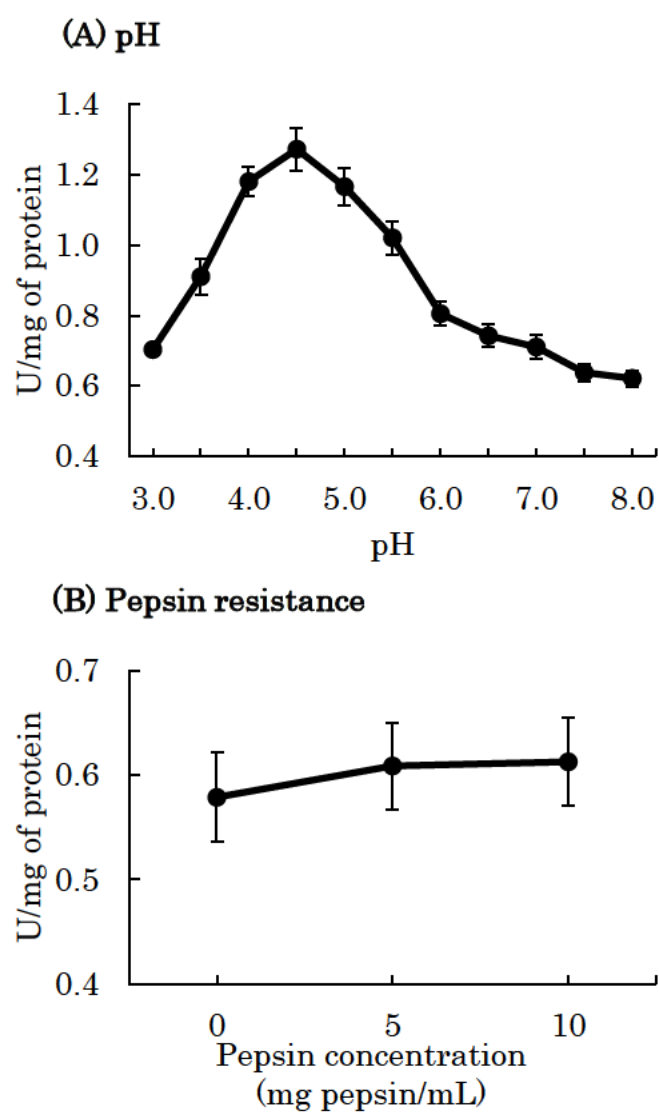 (A) pH
U/mg of protein
1.4
1.2
1.0
0.8
0.6
0.4
3.0 4.0 5.0 6.0 7.0 8.0
pH
(B) Pepsin resistance
U/mg of protein
0.7
0.6
0.5
0.4
0 5 10
Pepsin concentration
(mg pepsin/mL)